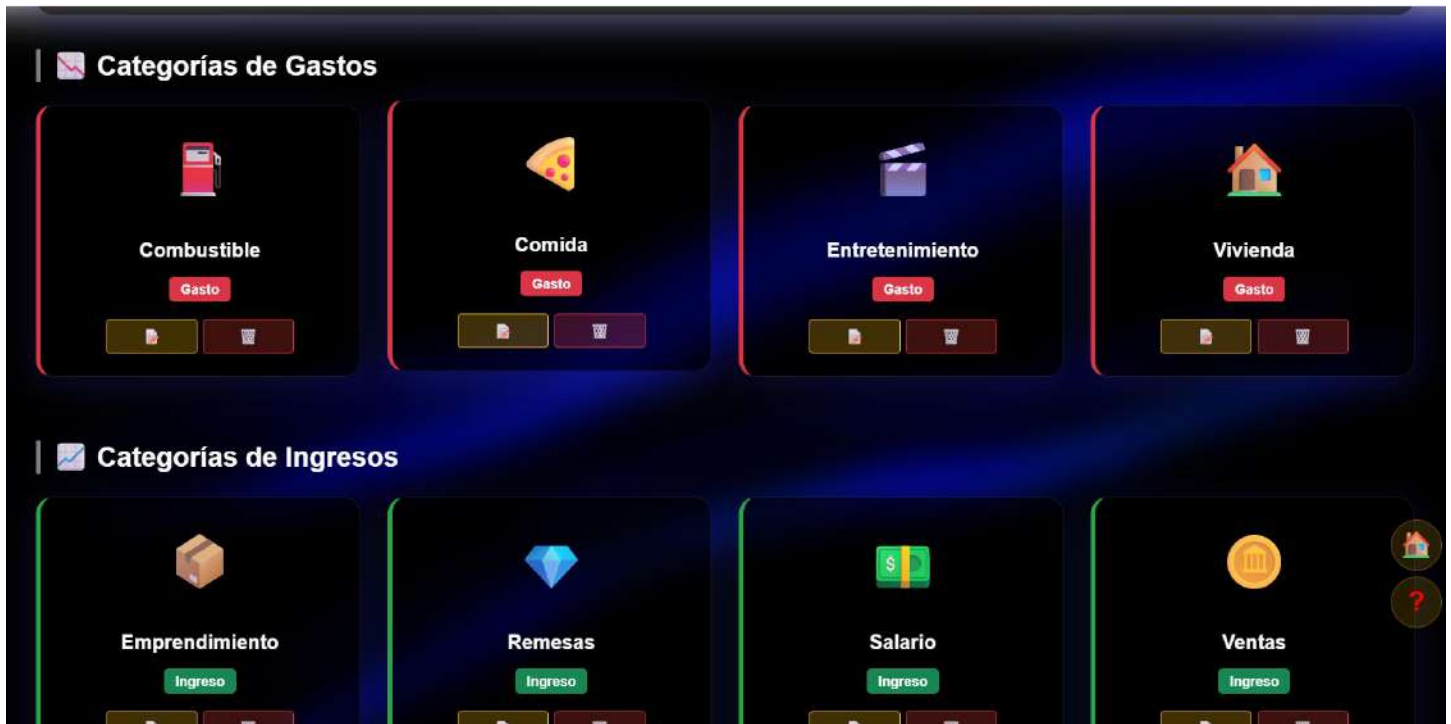 Categorías de Gastos
Combustible
Gasto
Comida
Gasto
Entretenimiento
Gasto
Vivienda
Gasto
Categorías de Ingresos
Emprendimiento
Ingreso
Remesas
Ingreso
Salario
Ingreso
Ventas
Ingreso
?